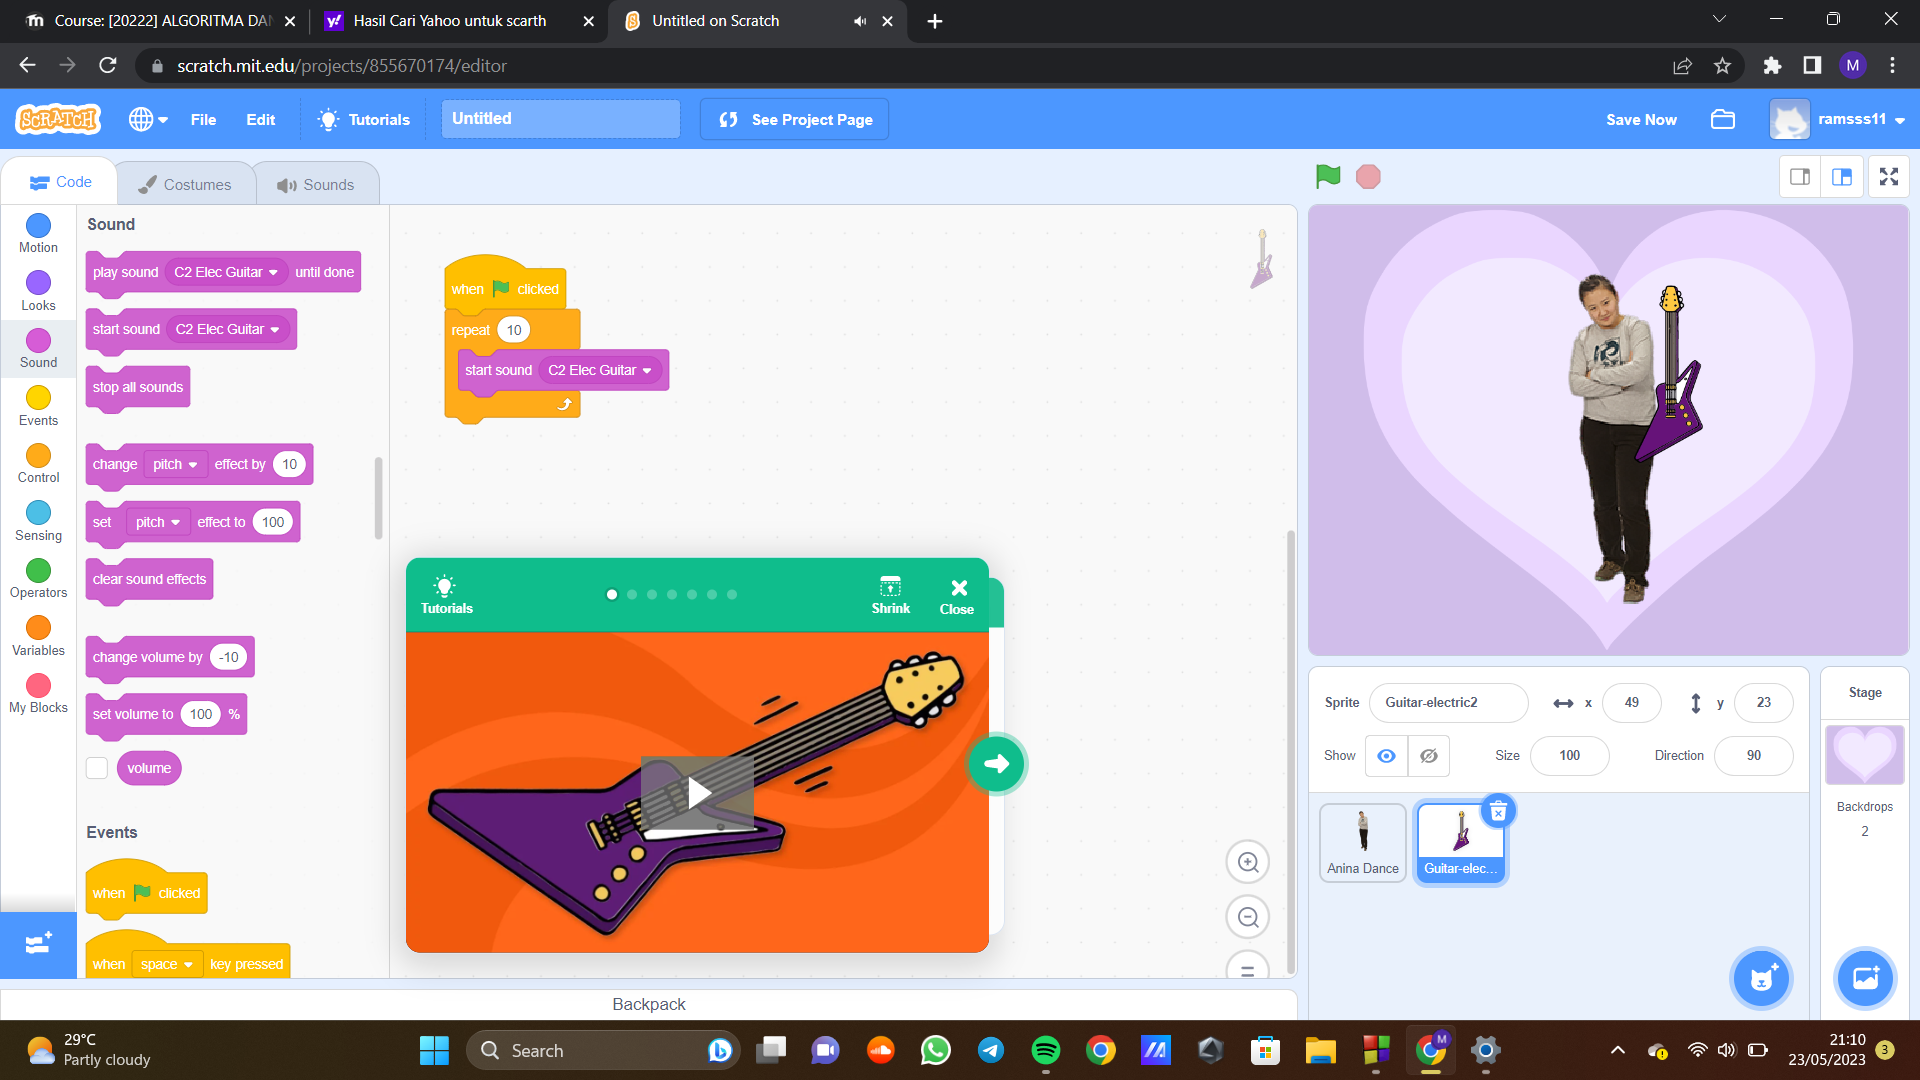 Course: [20222] ALGORITMA DAN
Hasil Cari Yahoo untuk scarth
Untitled on Scratch
scratch.mit.edu/projects/855670174/editor
M
SCRATCH
File
Edit
Tutorials
Untitled
See Project Page
Save Now
ramsss11
Code
Costumes
Sounds
Motion
Looks
Sound
Events
Control
Sensing
Operators
Variables
My Blocks
Sound
play sound C2 Elec Guitar until done
start sound C2 Elec Guitar
stop all sounds
change pitch effect by 10
set pitch effect to 100
clear sound effects
change volume by -10
set volume to 100 %
volume
Events
when clicked
when space key pressed
when clicked
repeat 10
start sound C2 Elec Guitar
Tutorials
Shrink
Close
Backpack
Sprite Guitar-electric2 x 49 y 23
Show Size 100 Direction 90
Anina Dance
Guitar-elec...
Stage
Backdrops
2
29°C
Partly cloudy
Search
M
21:10
23/05/2023
3